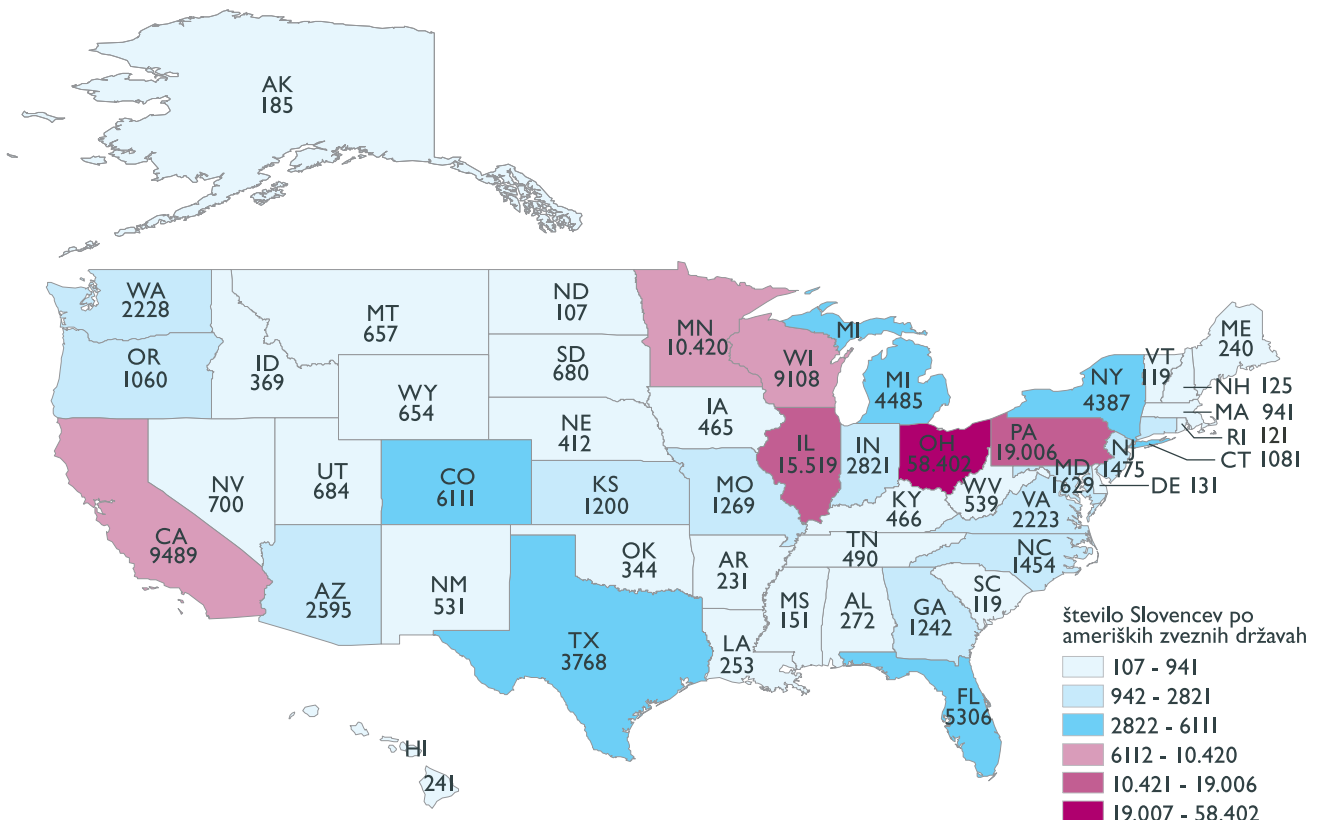 AK
185
WA
2228
MT
657
ND
107
MN
10.420
MI
ME
240
OR
1060
ID
369
SD
680
WI
9108
VT
119
NY
4387
NH 125
WY
654
MI
4485
MA 941
IA
465
RI 121
NE
412
IL
15.519
IN
2821
OH
58.402
PA
19.006
NJ
1475
CT 1081
NV
700
UT
684
CO
6111
KS
1200
MO
1269
MD
1629
DE 131
WV
539
KY
466
VA
2223
CA
9489
TN
490
NC
1454
OK
344
AR
231
AZ
2595
NM
531
SC
119
MS
151
AL
272
GA
1242
TX
3768
LA
253
FL
5306
HI
241
število Slovencev po
ameriških zveznih državah
107 - 941
942 - 2821
2822 - 6111
6112 - 10.420
10.421 - 19.006
19.007 - 58.402